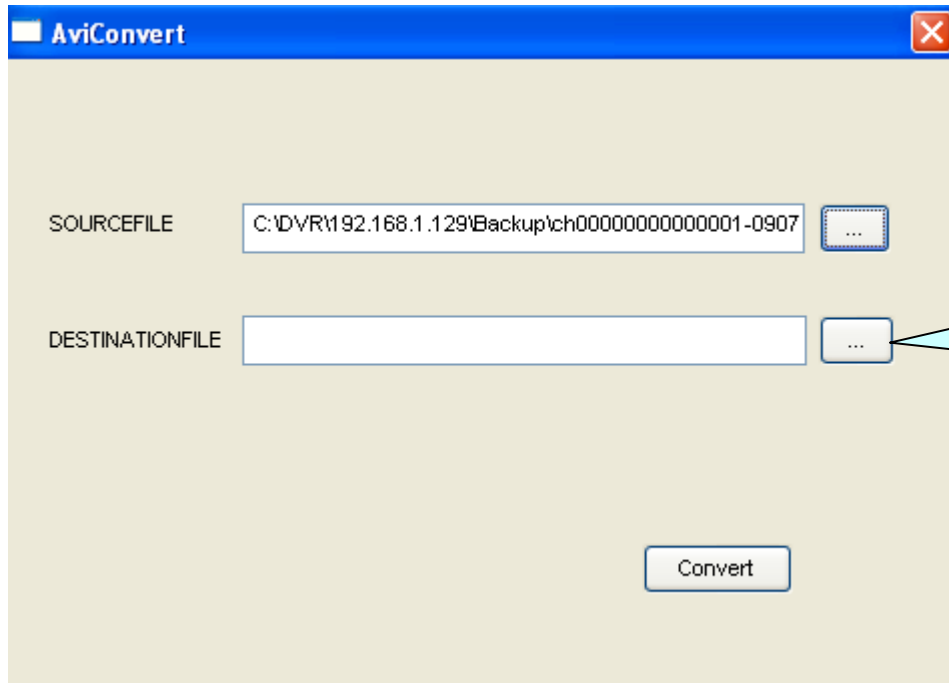 AviConvert
SOURCEFILE C:\DVR\192.168.1.129\Backup\ch00000000000001-0907 ...
DESTINATIONFILE ...
Convert